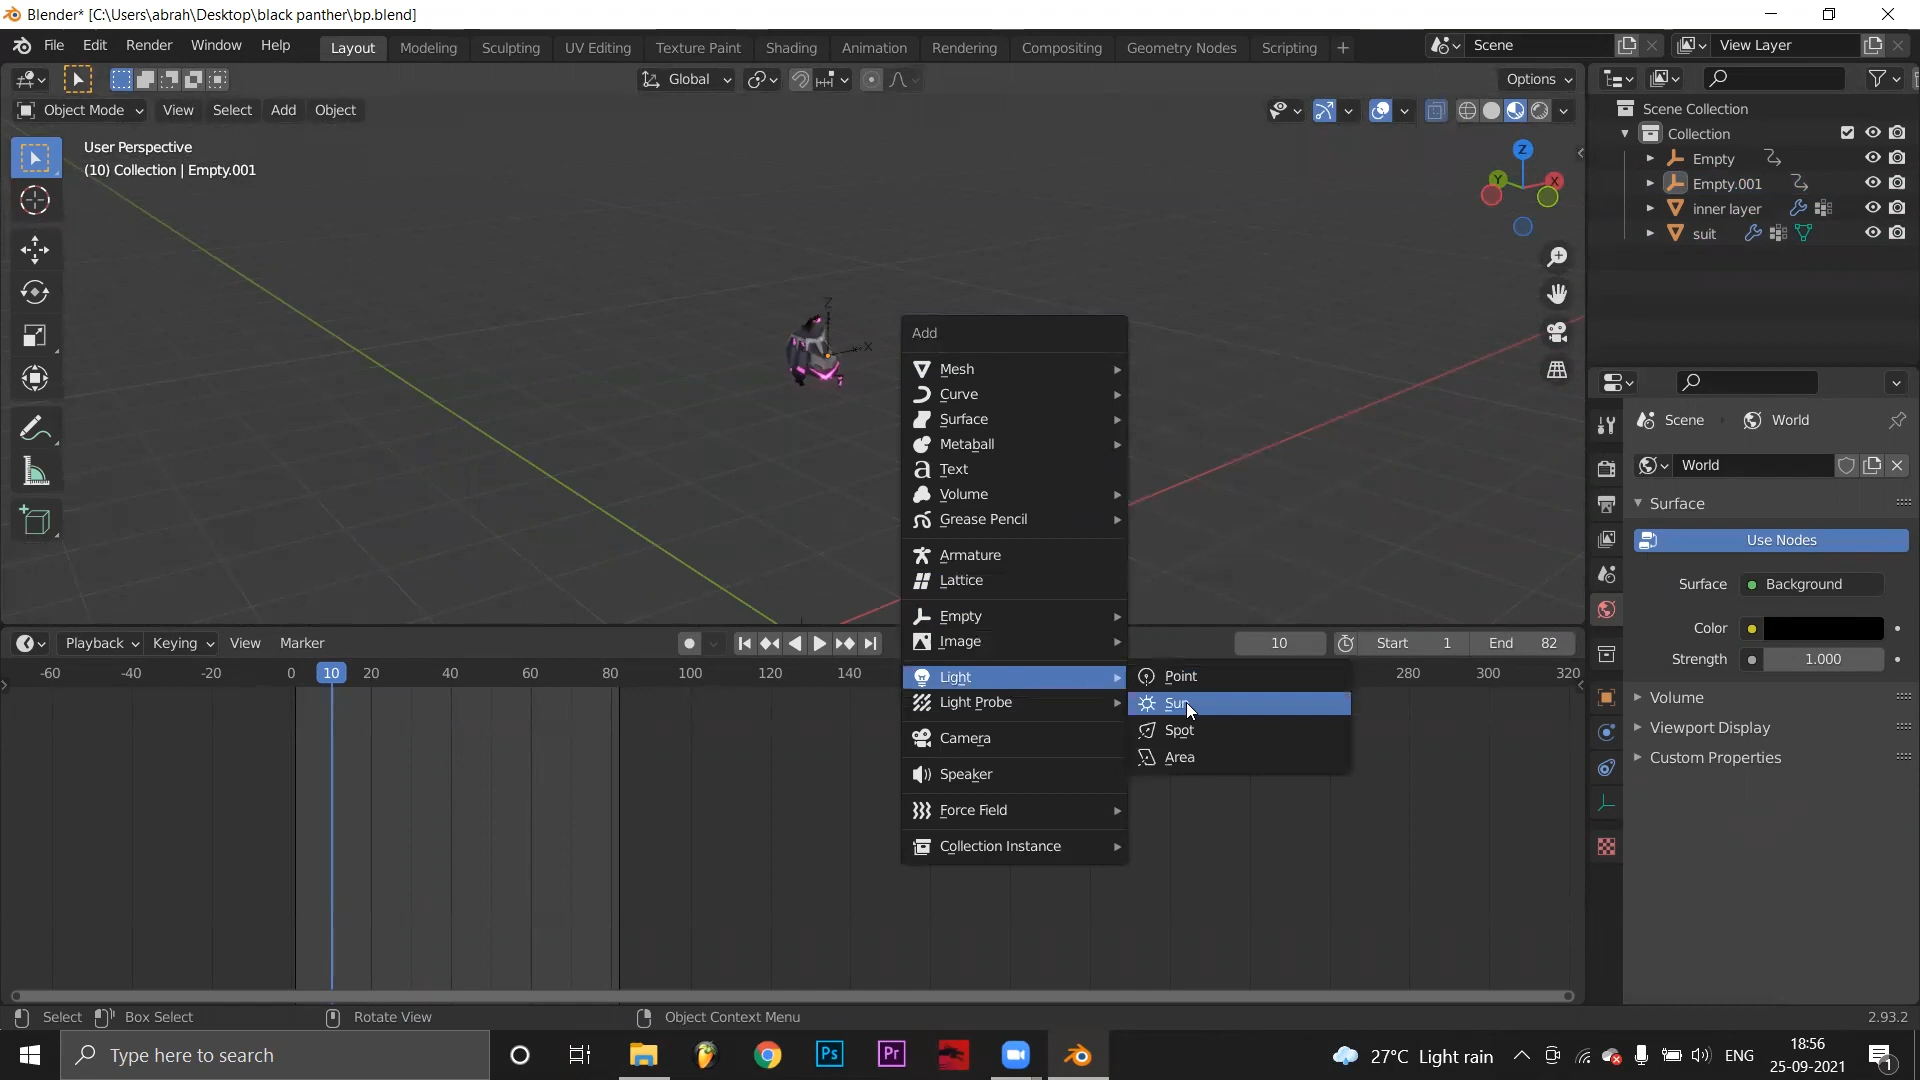 Blender* [C:\Users\abrah\Desktop\black panther\bp.blend]
File Edit Render Window Help Layout Modeling Sculpting UV Editing Texture Paint Shading Animation Rendering Compositing Geometry Nodes Scripting + Scene View Layer
Global Options
Object Mode View Select Add Object
User Perspective
(10) Collection | Empty.001
Z
X
Y
Z
X
Scene Collection
Collection
Empty
Empty.001
inner layer
suit
Add
Mesh
Curve
Surface
Metaball
Text
Volume
Grease Pencil
Armature
Lattice
Empty
Image
Light
Light Probe
Camera
Speaker
Force Field
Collection Instance
Point
Sun
Spot
Area
Scene World
World
Surface
Use Nodes
Surface Background
Color
Strength 1.000
Volume
Viewport Display
Custom Properties
Playback Keying View Marker 10 Start 1 End 82
-60 -40 -20 0 10 20 40 60 80 100 120 140 280 300 320
Select Box Select Rotate View Object Context Menu 2.93.2
Type here to search Ps Pr 27°C Light rain ENG 18:56
25-09-2021 1